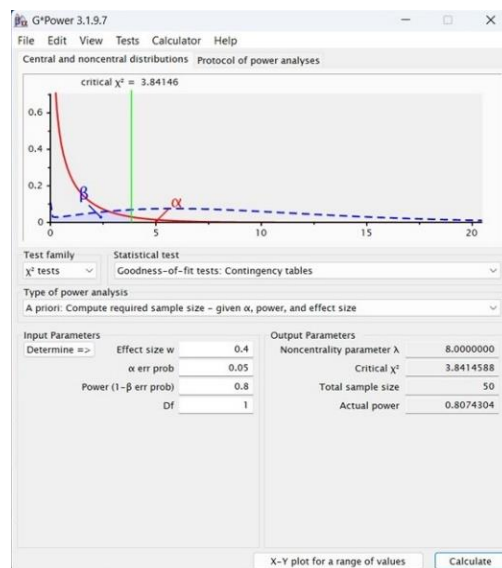 G*Power 3.1.9.7
File Edit View Tests Calculator Help
Central and noncentral distributions Protocol of power analyses
critical χ² = 3.84146
0.6
0.4
0.2
0
β
α
0 5 10 15 20
Test family Statistical test
χ² tests Goodness-of-fit tests: Contingency tables
Type of power analysis
A priori: Compute required sample size – given α, power, and effect size
Input Parameters Output Parameters
Determine => Effect size w 0.4 Noncentrality parameter λ 8.0000000
α err prob 0.05 Critical χ² 3.8414588
Power (1-β err prob) 0.8 Total sample size 50
Df 1 Actual power 0.8074304
X-Y plot for a range of values Calculate